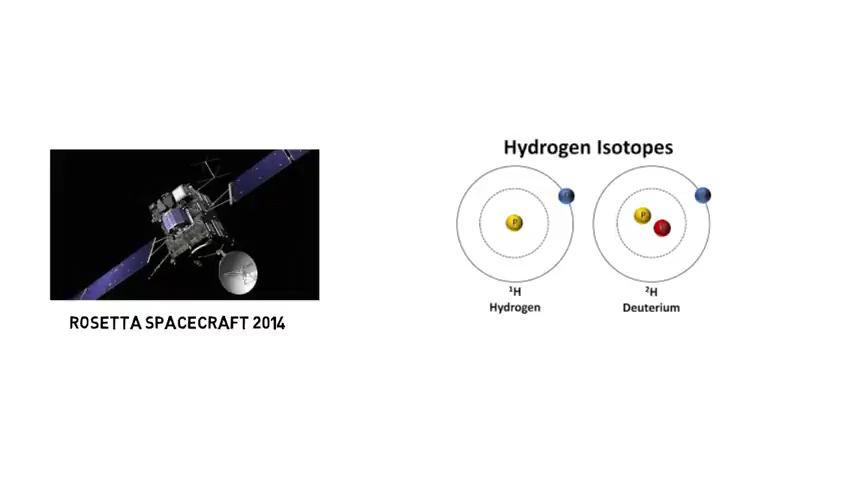 ROSETTA SPACECRAFT 2014
Hydrogen Isotopes
P
P
¹H
Hydrogen
²H
Deuterium